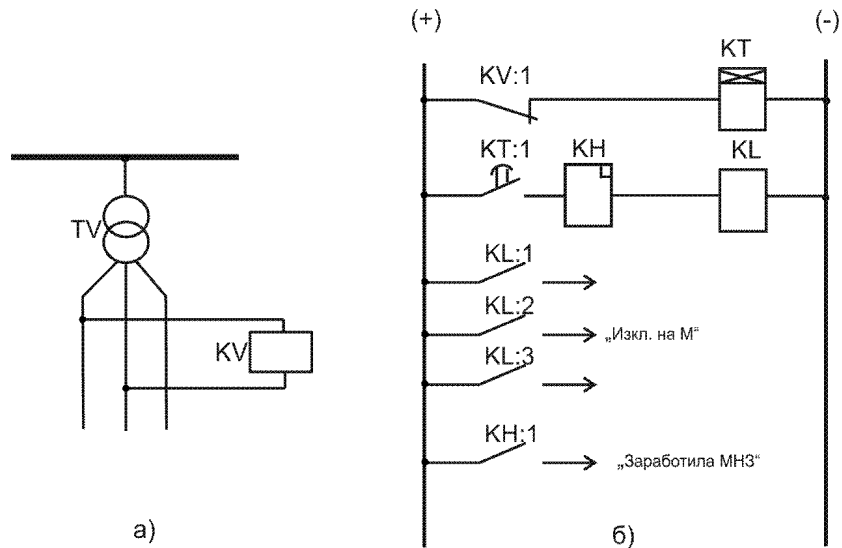 (+)
(-)
KT
KV:1
KT:1
KH
KL
TV
KL:1
KL:2
„Изкл. на М“
KV
KL:3
KH:1
„Заработила МНЗ“
а)
б)